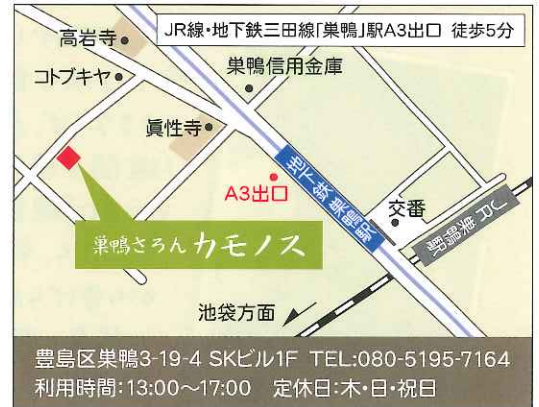 JR線・地下鉄三田線「巣鴨」駅A3出口 徒歩5分
高岩寺
コトブキヤ
巣鴨信用金庫
眞性寺
A3出口
地下鉄 巣鴨駅
交番
JR 巣鴨駅
巣鴨さろん カモノス
池袋方面
豊島区巣鴨3-19-4 SKビル1F TEL:080-5195-7164
利用時間:13:00〜17:00 定休日:木・日・祝日